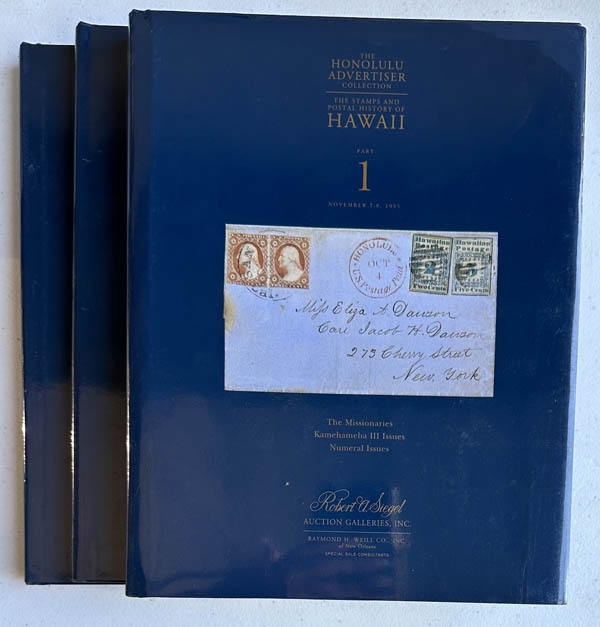 THE
HONOLULU
ADVERTISER
COLLECTION
THE STAMPS AND
POSTAL HISTORY OF
HAWAII
PART
1
NOVEMBER 7-8, 1995
HONOLULU
OCT
4
U.S. Postage Paid
Hawaiian
Postage
2
Two Cents
Hawaiian
Postage
Five Cents
Miss Eliza A. Dawson
Care Jacob H. Dawson
273 Cherry Street
New York
The Missionaries
Kamehameha III Issues
Numeral Issues
Robert A. Siegel
AUCTION GALLERIES, INC.
RAYMOND H. WEILL CO., INC.
of New Orleans
SPECIAL SALE CONSULTANTS